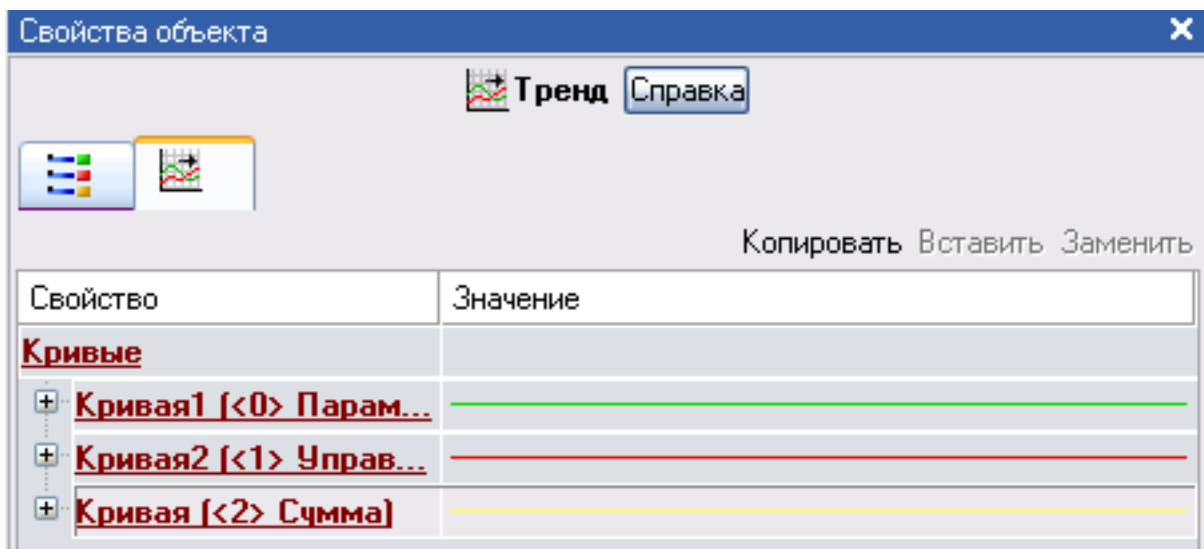 Свойства объекта
Тренд Справка
Копировать Вставить Заменить
Свойство Значение
Кривые
Кривая1 (<0> Парам...
Кривая2 (<1> Управ...
Кривая (<2> Сумма)